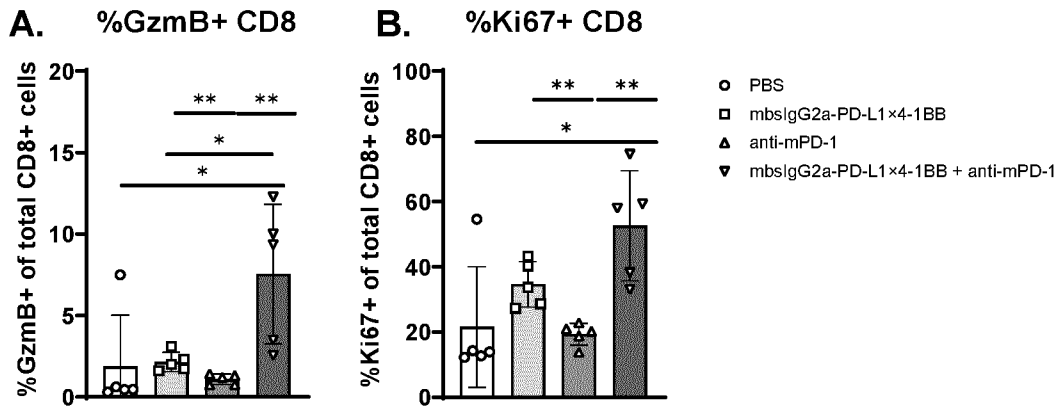 A. %GzmB+ CD8
%GzmB+ of total CD8+ cells
20
15
10
5
0
** **
*
*
B. %Ki67+ CD8
%Ki67+ of total CD8+ cells
100
80
60
40
20
0
** **
*
PBS
mbsIgG2a-PD-L1×4-1BB
anti-mPD-1
mbsIgG2a-PD-L1×4-1BB + anti-mPD-1